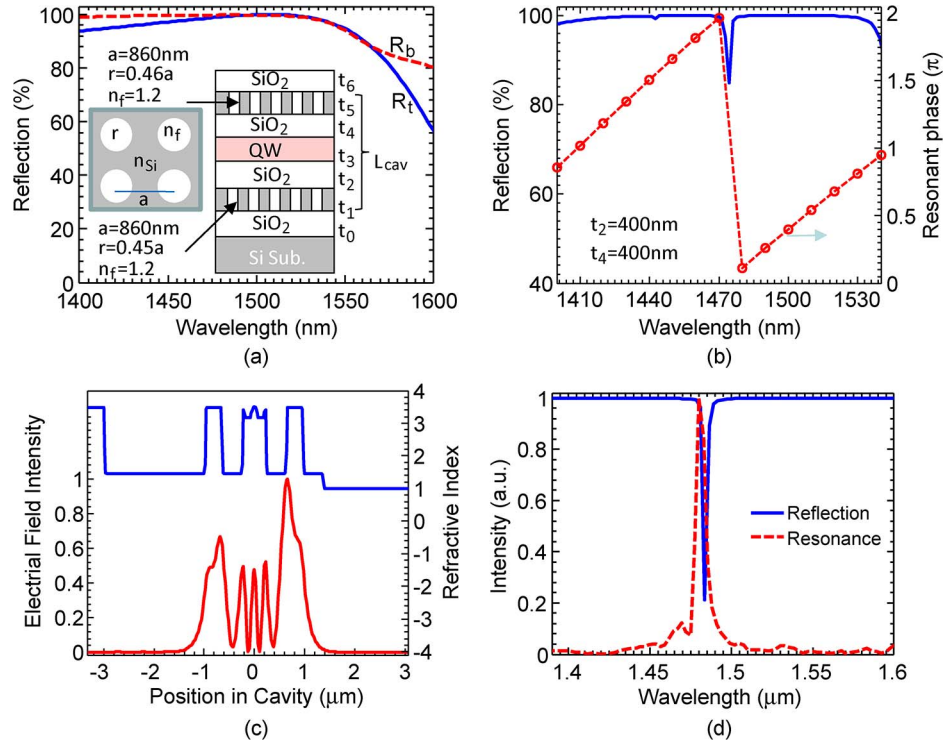 100
80
60
40
20
0
Reflection (%)
1400
1450
1500
1550
1600
Wavelength (nm)
a=860nm
r=0.46a
n_f=1.2
r
n_f
n_Si
a
a=860nm
r=0.45a
n_f=1.2
SiO₂
SiO₂
QW
SiO₂
SiO₂
Si Sub.
t₆
t₅
t₄
t₃
t₂
t₁
t₀
L_cav
R_b
R_t
(a)
100
80
60
40
Reflection (%)
2
1.5
1
0.5
0
Resonant phase (π)
t₂=400nm
t₄=400nm
1410
1440
1470
1500
1530
Wavelength (nm)
(b)
1
0.8
0.6
0.4
0.2
0
Electrial Field Intensity
4
3
2
1
0
-1
-2
-3
-4
Refractive Index
-3
-2
-1
0
1
2
3
Position in Cavity (μm)
(c)
1
0.8
0.6
0.4
0.2
0
Intensity (a.u.)
Reflection
Resonance
1.4
1.45
1.5
1.55
1.6
Wavelength (μm)
(d)